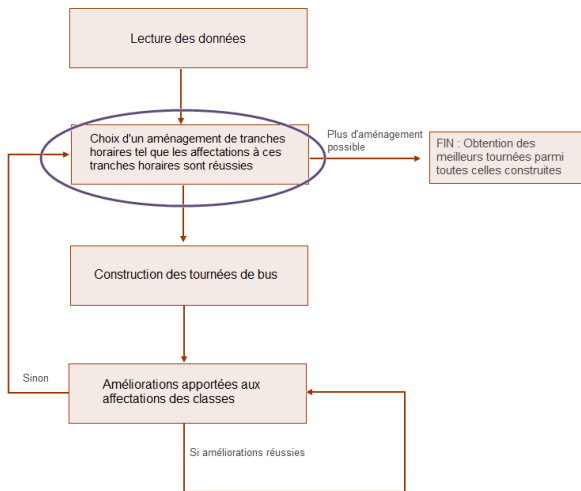 Lecture des données
Choix d'un aménagement de tranches
horaires tel que les affectations à ces
tranches horaires sont réussies
Plus d'aménagement
possible
FIN : Obtention des
meilleurs tournées parmi
toutes celles construites
Construction des tournées de bus
Sinon
Améliorations apportées aux
affectations des classes
Si améliorations réussies